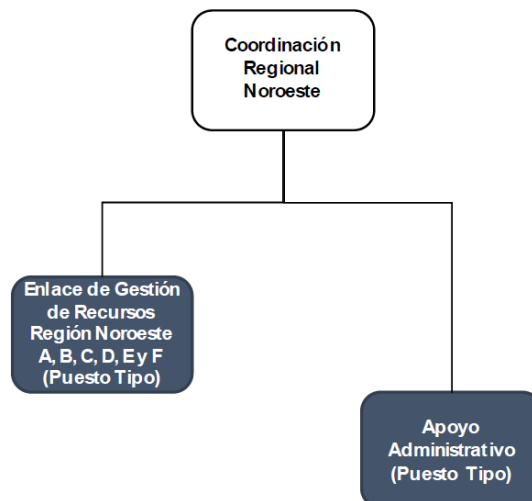 Coordinación
Regional
Noroeste
Enlace de Gestión
de Recursos
Región Noroeste
A, B, C, D, E y F
(Puesto Tipo)
Apoyo
Administrativo
(Puesto Tipo)